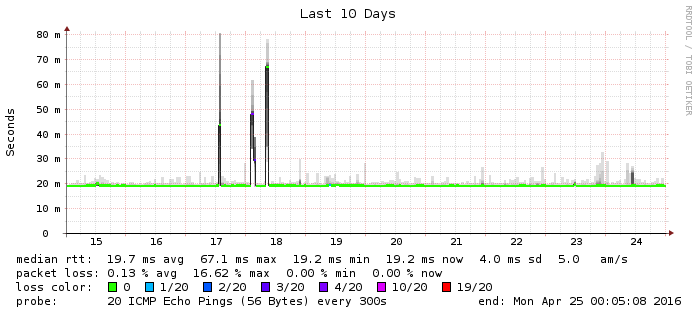 Last 10 Days
RRDTOOL / TOBI OETIKER
Seconds
80 m
70 m
60 m
50 m
40 m
30 m
20 m
10 m
0
15 16 17 18 19 20 21 22 23 24
median rtt: 19.7 ms avg 67.1 ms max 19.2 ms min 19.2 ms now 4.0 ms sd 5.0 am/s
packet loss: 0.13 % avg 16.62 % max 0.00 % min 0.00 % now
loss color: 0 1/20 2/20 3/20 4/20 10/20 19/20
probe: 20 ICMP Echo Pings (56 Bytes) every 300s end: Mon Apr 25 00:05:08 2016